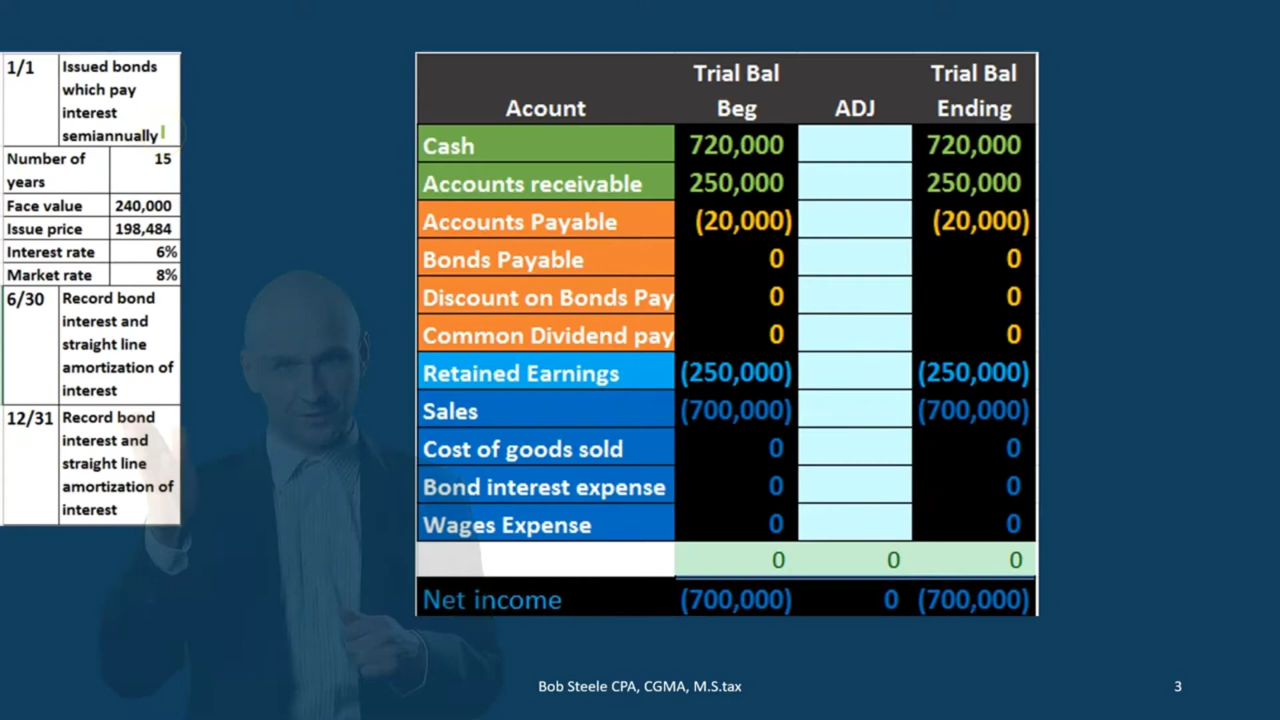 1/1 Issued bonds
which pay
interest
semiannually
Number of 15
years
Face value 240,000
Issue price 198,484
Interest rate 6%
Market rate 8%
6/30 Record bond
interest and
straight line
amortization of
interest
12/31 Record bond
interest and
straight line
amortization of
interest
Trial Bal Trial Bal
Acount Beg ADJ Ending
Cash 720,000 720,000
Accounts receivable 250,000 250,000
Accounts Payable (20,000) (20,000)
Bonds Payable 0 0
Discount on Bonds Pay 0 0
Common Dividend pay 0 0
Retained Earnings (250,000) (250,000)
Sales (700,000) (700,000)
Cost of goods sold 0 0
Bond interest expense 0 0
Wages Expense 0 0
0 0 0
Net income (700,000) 0 (700,000)
Bob Steele CPA, CGMA, M.S.tax 3